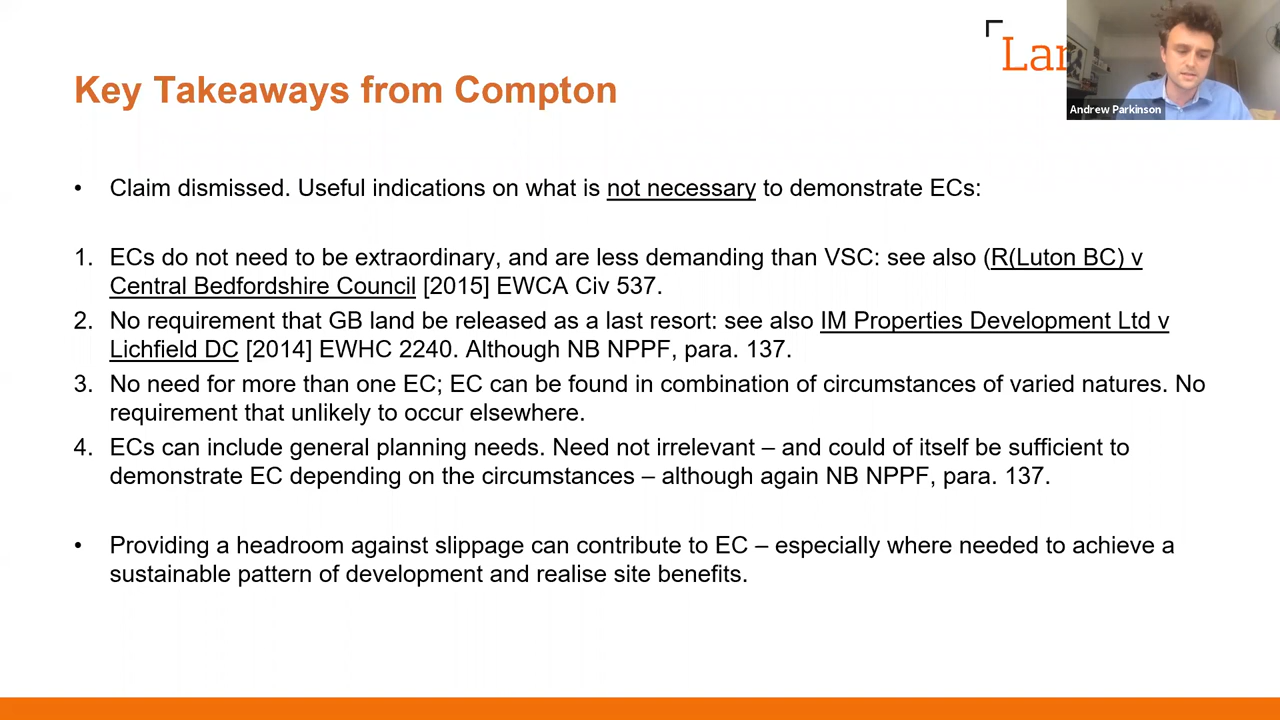 Lar
Andrew Parkinson
Key Takeaways from Compton
• Claim dismissed. Useful indications on what is not necessary to demonstrate ECs:
1. ECs do not need to be extraordinary, and are less demanding than VSC: see also (R(Luton BC) v
Central Bedfordshire Council [2015] EWCA Civ 537.
2. No requirement that GB land be released as a last resort: see also IM Properties Development Ltd v
Lichfield DC [2014] EWHC 2240. Although NB NPPF, para. 137.
3. No need for more than one EC; EC can be found in combination of circumstances of varied natures. No
requirement that unlikely to occur elsewhere.
4. ECs can include general planning needs. Need not irrelevant – and could of itself be sufficient to
demonstrate EC depending on the circumstances – although again NB NPPF, para. 137.
• Providing a headroom against slippage can contribute to EC – especially where needed to achieve a
sustainable pattern of development and realise site benefits.